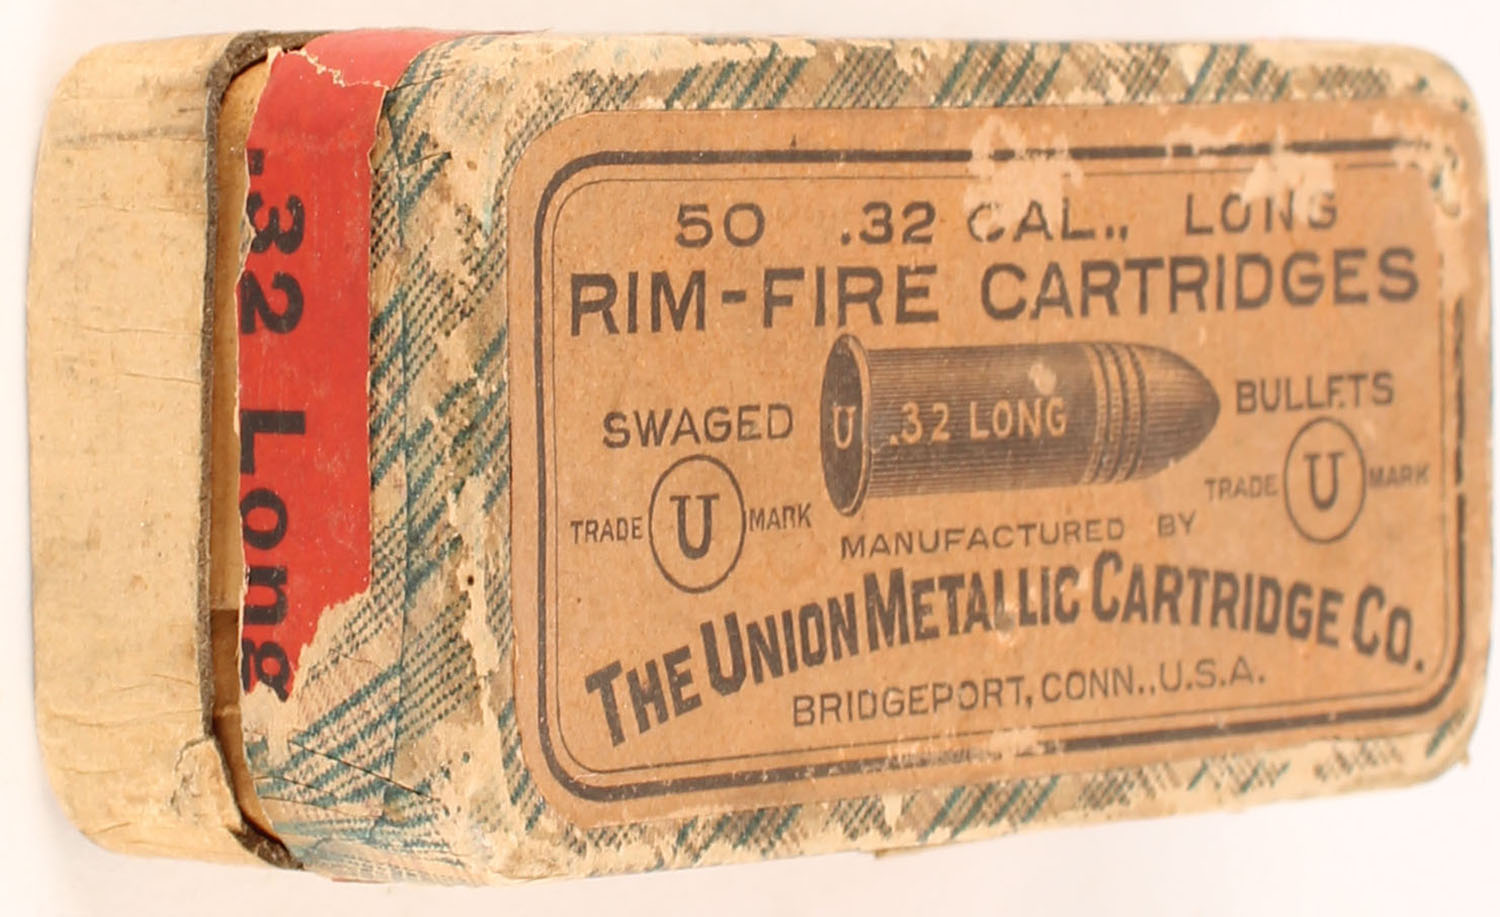 50 .32 CAL., LONG
RIM-FIRE CARTRIDGES
SWAGED BULLETS
U .32 LONG
TRADE U MARK
TRADE U MARK
MANUFACTURED BY
THE UNION METALLIC CARTRIDGE CO.
BRIDGEPORT, CONN., U.S.A.
.32 Long